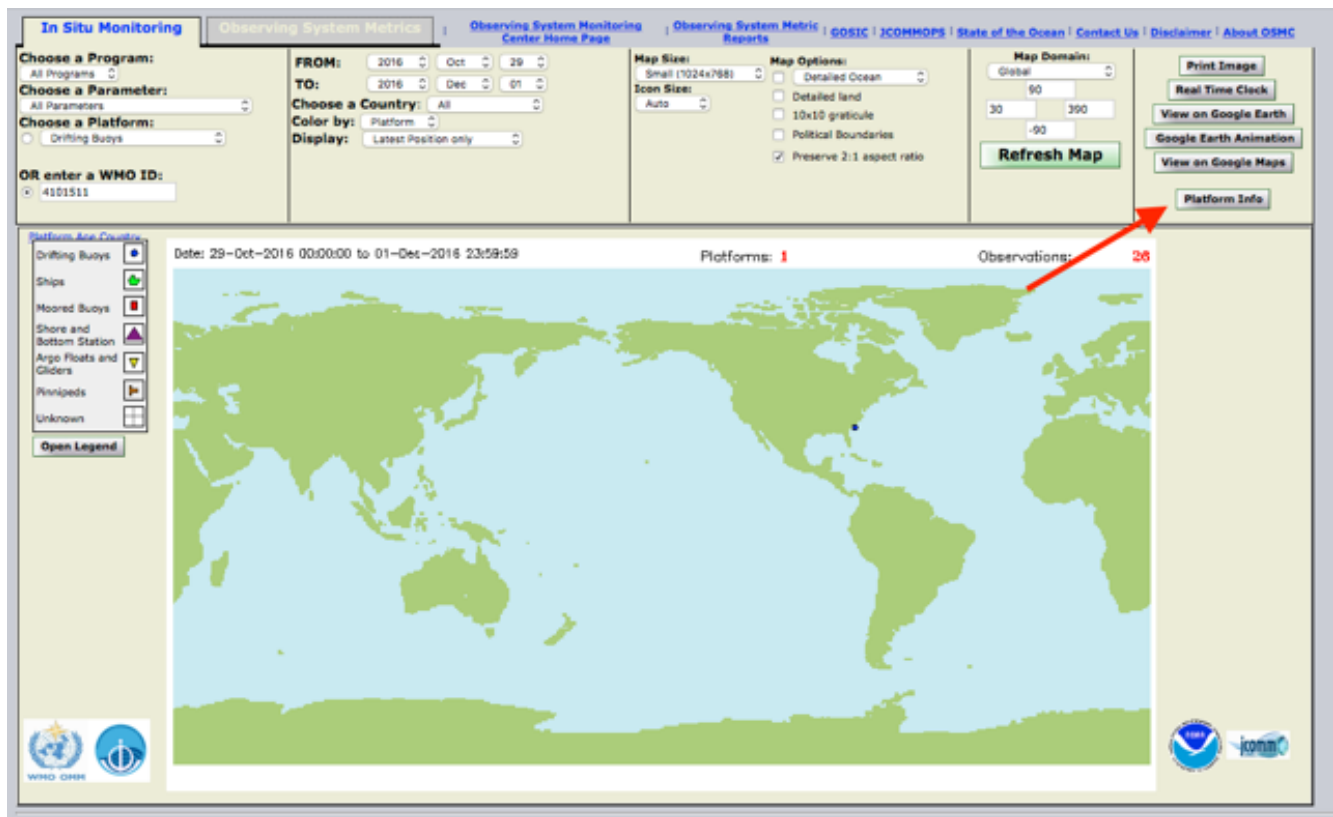 In Situ Monitoring
Observing System Metrics
Observing System Monitoring Center Home Page
Observing System Metric Reports
GOSIC | JCOMMOPS | State of the Ocean | Contact Us | Disclaimer | About OSMC
Choose a Program:
All Programs
Choose a Parameter:
All Parameters
Choose a Platform:
Drifting Buoys
OR enter a WMO ID:
4101511
FROM: 2016 Oct 29
TO: 2016 Dec 01
Choose a Country: All
Color by: Platform
Display: Latest Position only
Map Size:
Small (1024x768)
Icon Size:
Auto
Map Options:
Detailed Ocean
Detailed land
10x10 graticule
Political Boundaries
Preserve 2:1 aspect ratio
Map Domain:
Global
90
30 390
-90
Refresh Map
Print Image
Real Time Clock
View on Google Earth
Google Earth Animation
View on Google Maps
Platform Info
Platform Age Country
Drifting Buoys
Ships
Moored Buoys
Shore and
Bottom Station
Argo Floats and
Gliders
Pinnipeds
Unknown
Open Legend
Date: 29-Oct-2016 00:00:00 to 01-Dec-2016 23:59:59
Platforms: 1
Observations: 26
WMO OMM
jcomm